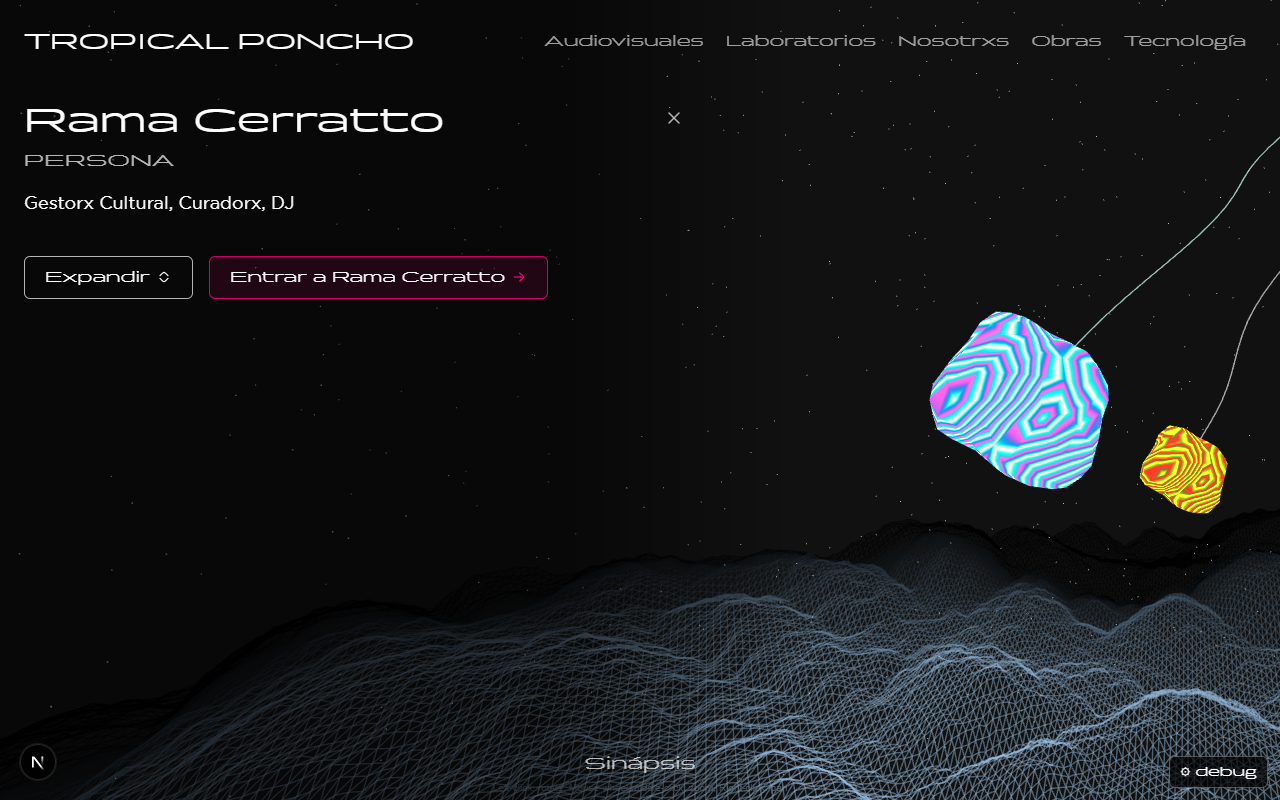 TROPICAL PONCHO
Audiovisuales Laboratorios Nosotrxs Obras Tecnología
Rama Cerratto
PERSONA
Gestorx Cultural, Curadorx, DJ
Expandir
Entrar a Rama Cerratto →
N
Sinápsis
debug